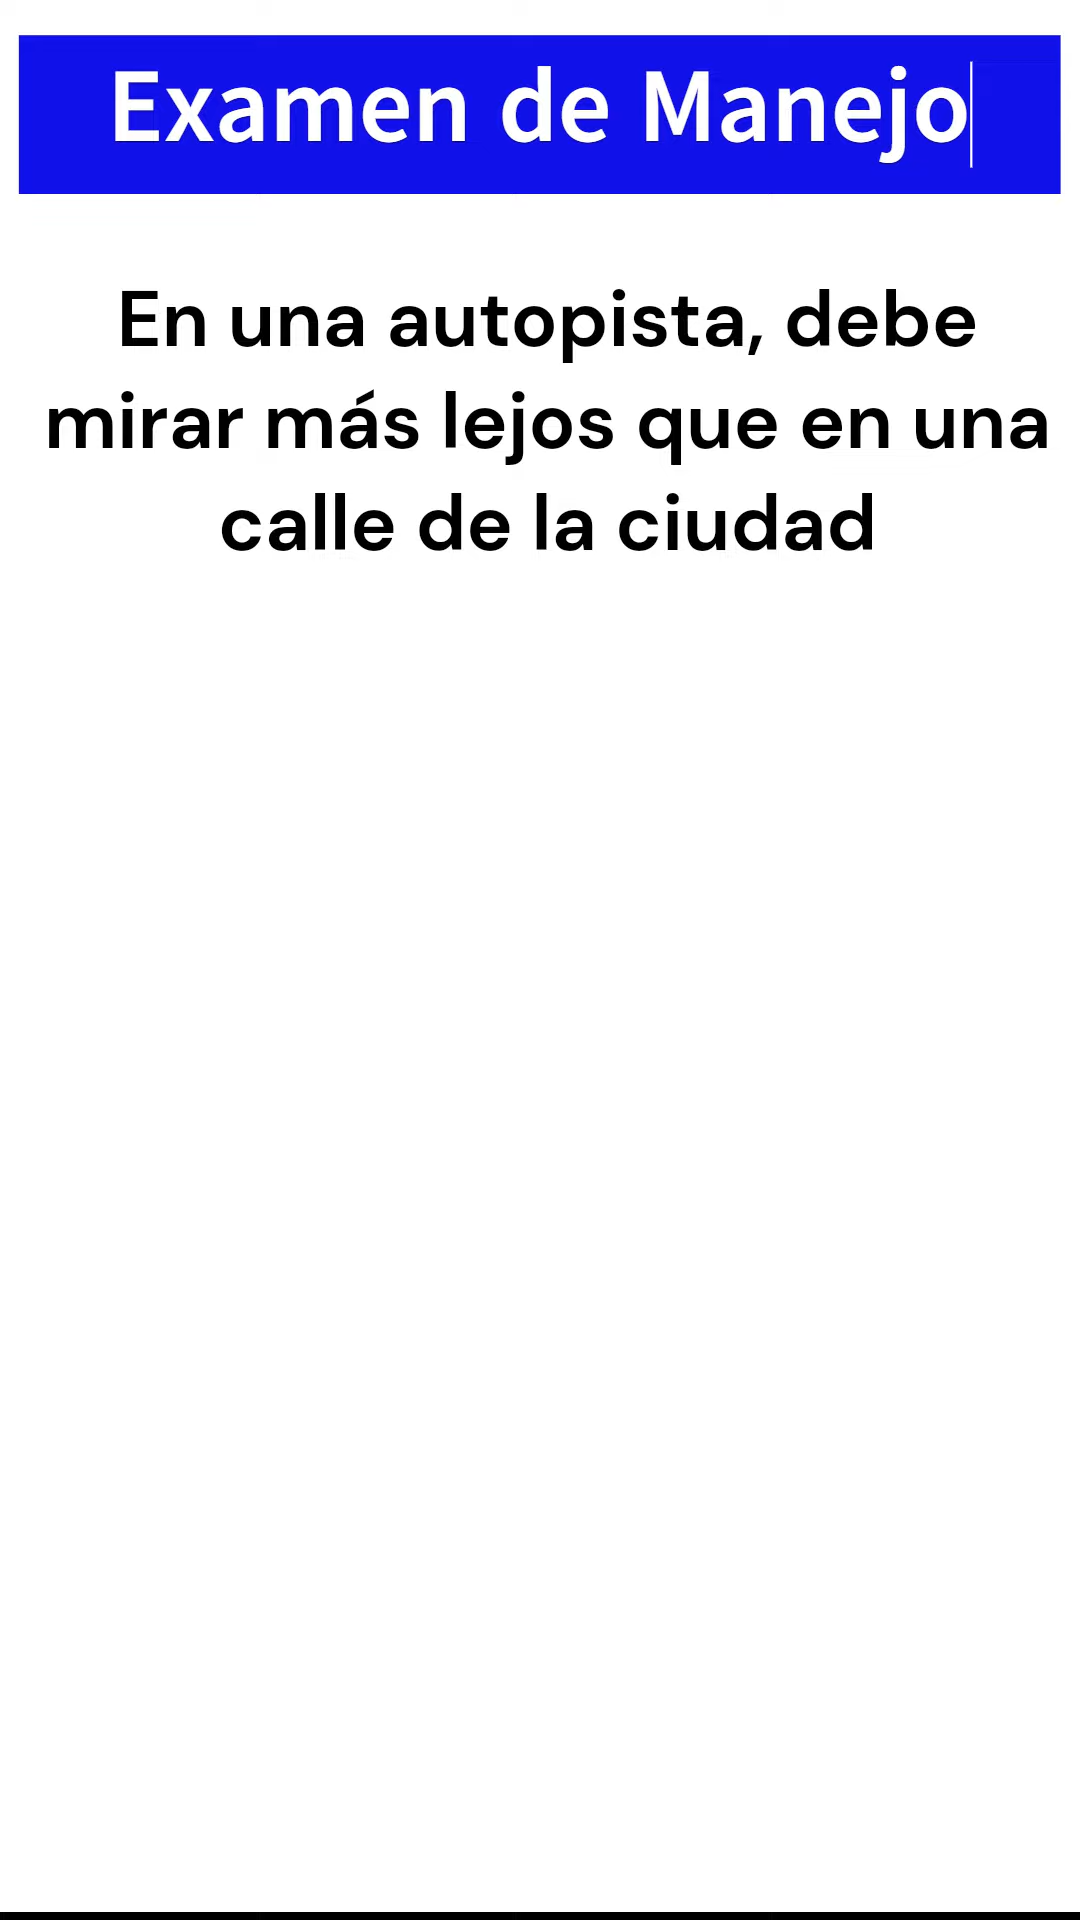 Examen de Manejo
En una autopista, debe
mirar más lejos que en una
calle de la ciudad